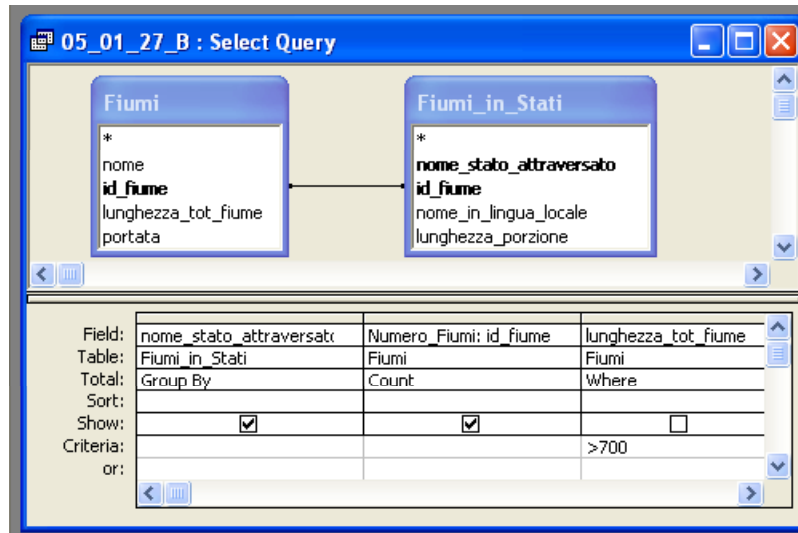 05_01_27_B : Select Query
Fiumi
*
nome
id_fiume
lunghezza_tot_fiume
portata
Fiumi_in_Stati
*
nome_stato_attraversato
id_fiume
nome_in_lingua_locale
lunghezza_porzione
Field: nome_stato_attraversato Numero_Fiumi: id_fiume lunghezza_tot_fiume
Table: Fiumi_in_Stati Fiumi Fiumi
Total: Group By Count Where
Sort:
Show:
Criteria: >700
or: